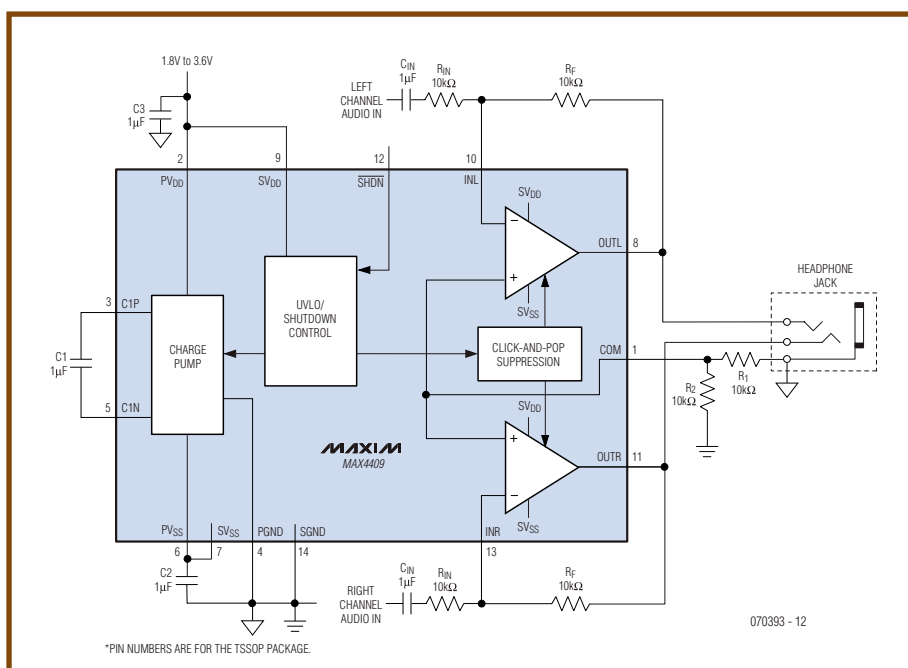 1.8V to 3.6V
C3
1µF
LEFT
CHANNEL
AUDIO IN
CIN
1µF
RIN
10kΩ
RF
10kΩ
2
9
12
10
PVDD
SVDD
SHDN
INL
SVDD
−
+
SVSS
OUTL
8
HEADPHONE
JACK
3
C1P
C1
1µF
5
C1N
CHARGE
PUMP
UVLO/
SHUTDOWN
CONTROL
CLICK-AND-POP
SUPPRESSION
COM
1
R2
10kΩ
R1
10kΩ
SVDD
+
−
SVSS
OUTR
11
MAXIM
MAX4409
PVSS
SVSS
PGND
SGND
INR
6
7
4
14
13
C2
1µF
RIGHT
CHANNEL
AUDIO IN
CIN
1µF
RIN
10kΩ
RF
10kΩ
070393 - 12
*PIN NUMBERS ARE FOR THE TSSOP PACKAGE.